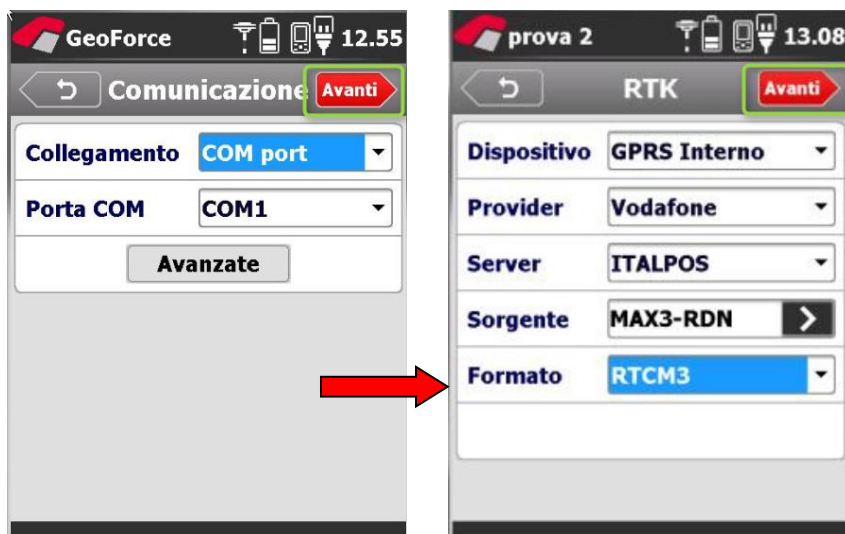 GeoForce 12.55
Comunicazione Avanti
Collegamento COM port
Porta COM COM1
Avanzate
prova 2 13.08
RTK Avanti
Dispositivo GPRS Interno
Provider Vodafone
Server ITALPOS
Sorgente MAX3-RDN
Formato RTCM3